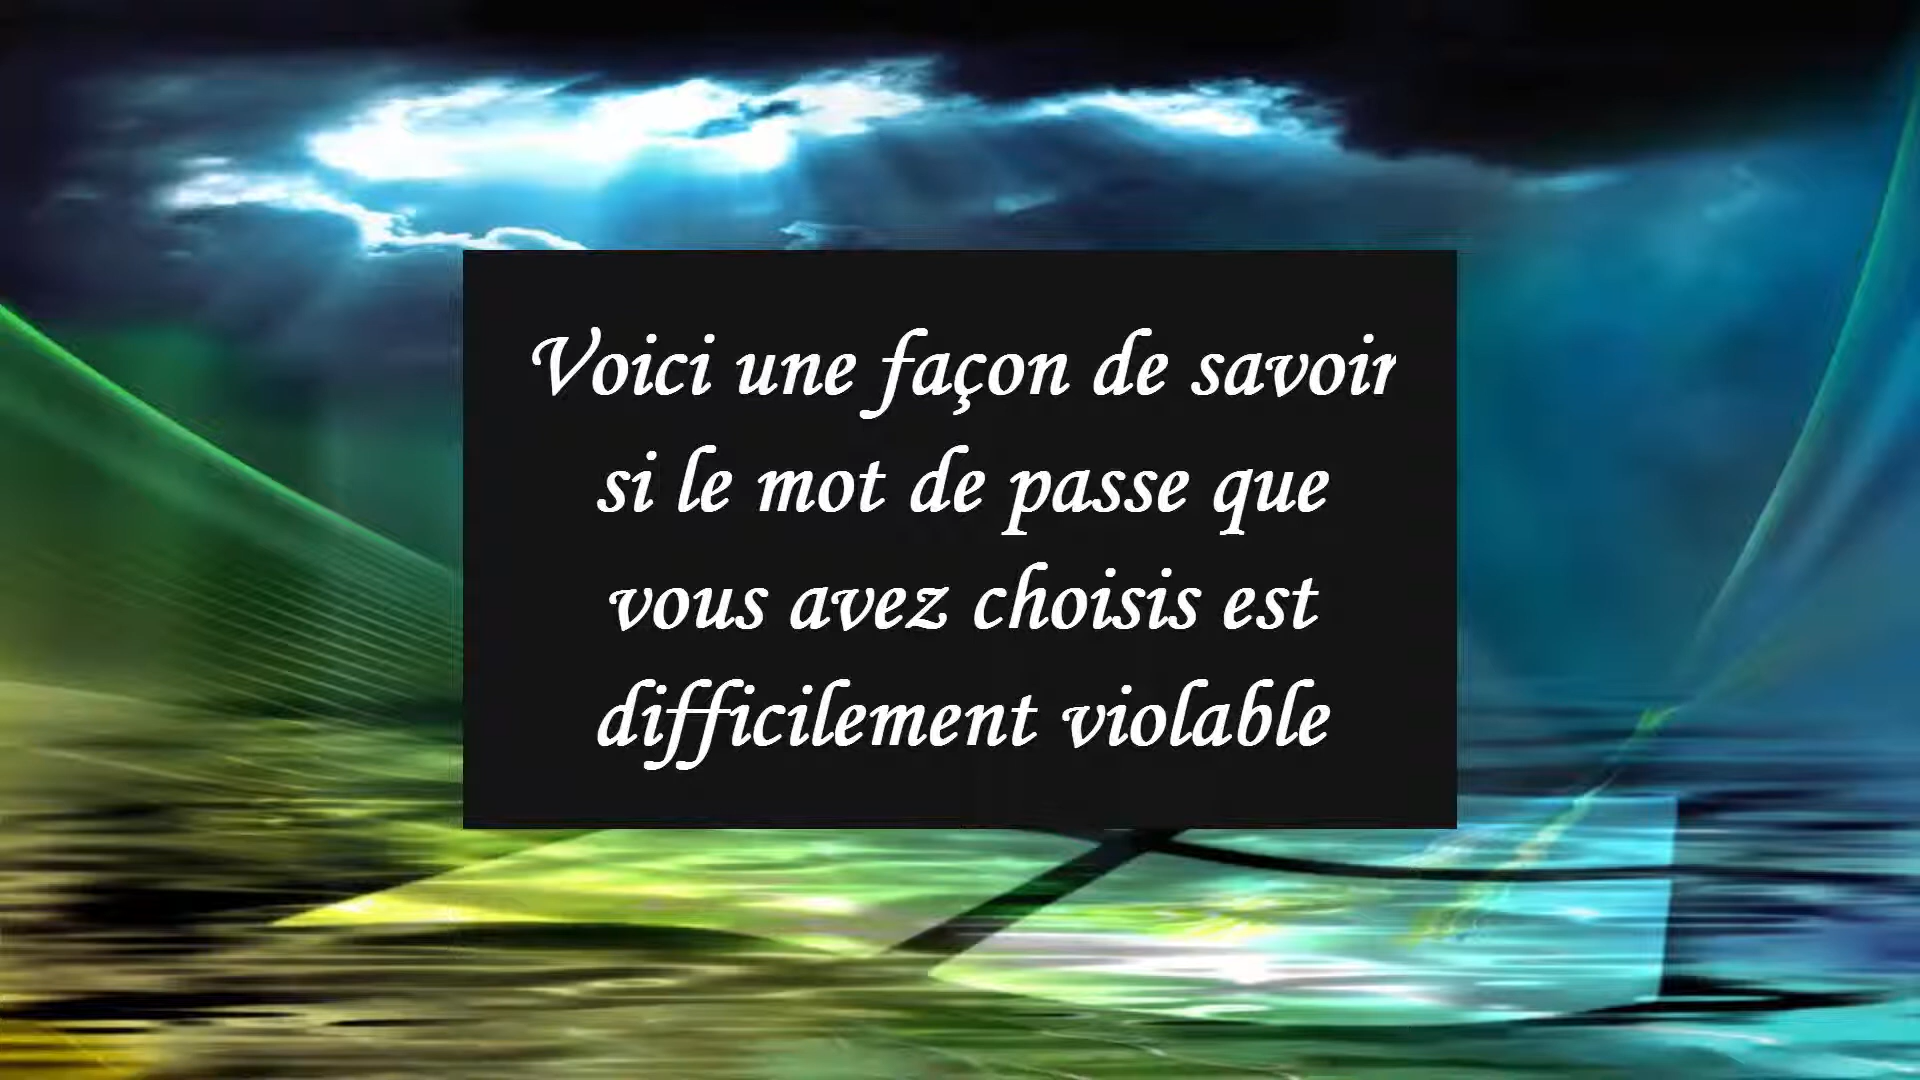 Voici une façon de savoir
si le mot de passe que
vous avez choisis est
difficilement violable